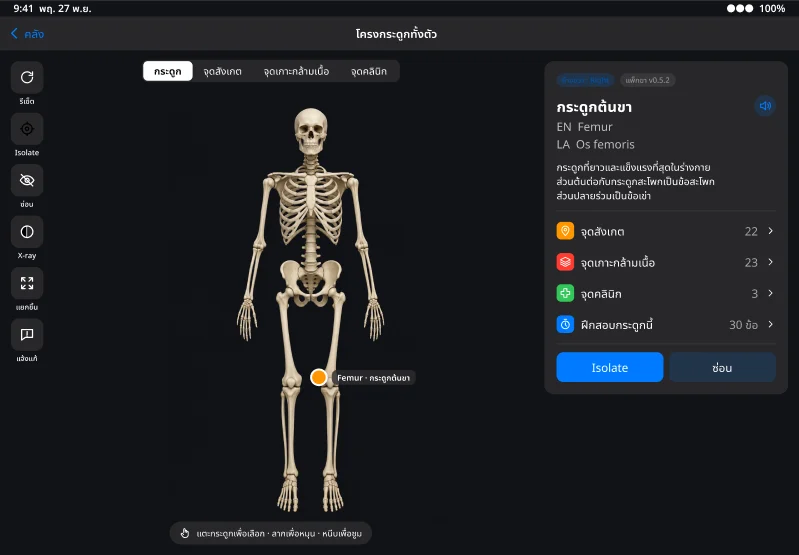 9:41 พฤ. 27 พ.ย.
100%
คลัง
โครงกระดูกทั้งตัว
กระดูก
จุดสังเกต
จุดเกาะกล้ามเนื้อ
จุดคลินิก
รีเซ็ต
Isolate
ซ่อน
X-ray
แยกชิ้น
แจ้งแก้
Femur · กระดูกต้นขา
แตะกระดูกเพื่อเลือก · ลากเพื่อหมุน · หนีบเพื่อซูม
แพ็กขา v0.5.2
กระดูกต้นขา
EN Femur
LA Os femoris
กระดูกที่ยาวและแข็งแรงที่สุดในร่างกาย
ส่วนต้นต่อกับกระดูกสะโพกเป็นข้อสะโพก
ส่วนปลายร่วมเป็นข้อเข่า
จุดสังเกต 22
จุดเกาะกล้ามเนื้อ 23
จุดคลินิก 3
ฝึกสอบกระดูกนี้ 30 ข้อ
Isolate
ซ่อน